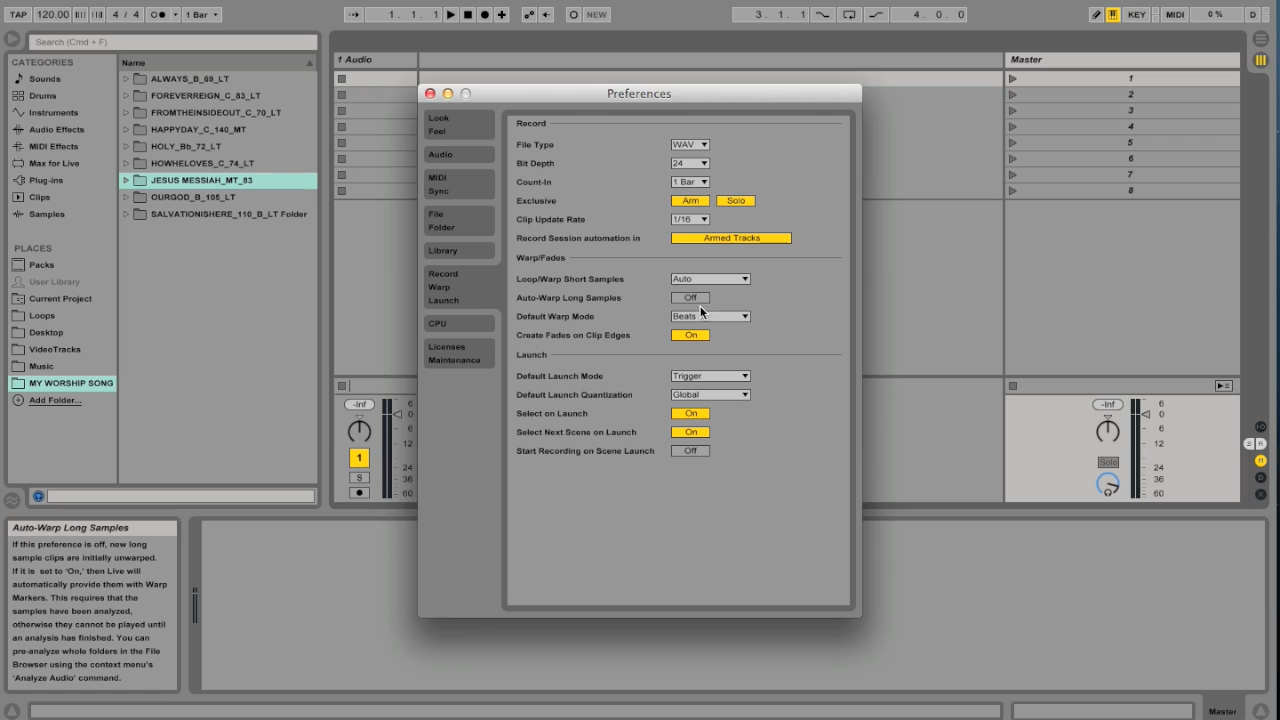 TAP 120.00 4 / 4 1 Bar 1. 1. 1 NEW 3. 1. 1 4. 0. 0 KEY MIDI 0 % D
Search (Cmd + F)
CATEGORIES
Sounds
Drums
Instruments
Audio Effects
MIDI Effects
Max for Live
Plug-ins
Clips
Samples
PLACES
Packs
User Library
Current Project
Loops
Desktop
VideoTracks
Music
MY WORSHIP SONG
Add Folder...
Name
ALWAYS_B_69_LT
FOREVERREIGN_C_83_LT
FROMTHEINSIDEOUT_C_70_LT
HAPPYDAY_C_140_MT
HOLY_Bb_72_LT
HOWHELOVES_C_74_LT
JESUS MESSIAH_MT_83
OURGOD_B_105_LT
SALVATIONISHERE_110_B_LT Folder
1 Audio
Master
1
2
3
4
5
6
7
8
Preferences
Look
Feel
Audio
MIDI
Sync
File
Folder
Library
Record
Warp
Launch
CPU
Licenses
Maintenance
Record
File Type WAV
Bit Depth 24
Count-In 1 Bar
Exclusive Arm Solo
Clip Update Rate 1/16
Record Session automation in Armed Tracks
Warp/Fades
Loop/Warp Short Samples Auto
Auto-Warp Long Samples Off
Default Warp Mode Beats
Create Fades on Clip Edges On
Launch
Default Launch Mode Trigger
Default Launch Quantization Global
Select on Launch On
Select Next Scene on Launch On
Start Recording on Scene Launch Off
-Inf
6
0
6
12
24
36
60
1
S
-Inf
6
0
6
12
24
36
60
Solo
S R
Auto-Warp Long Samples
If this preference is off, new long
sample clips are initially unwarped.
If it is set to 'On,' then Live will
automatically provide them with Warp
Markers. This requires that the
samples have been analyzed,
otherwise they cannot be played until
an analysis has finished. You can
pre-analyze whole folders in the File
Browser using the context menu's
'Analyze Audio' command.
Master